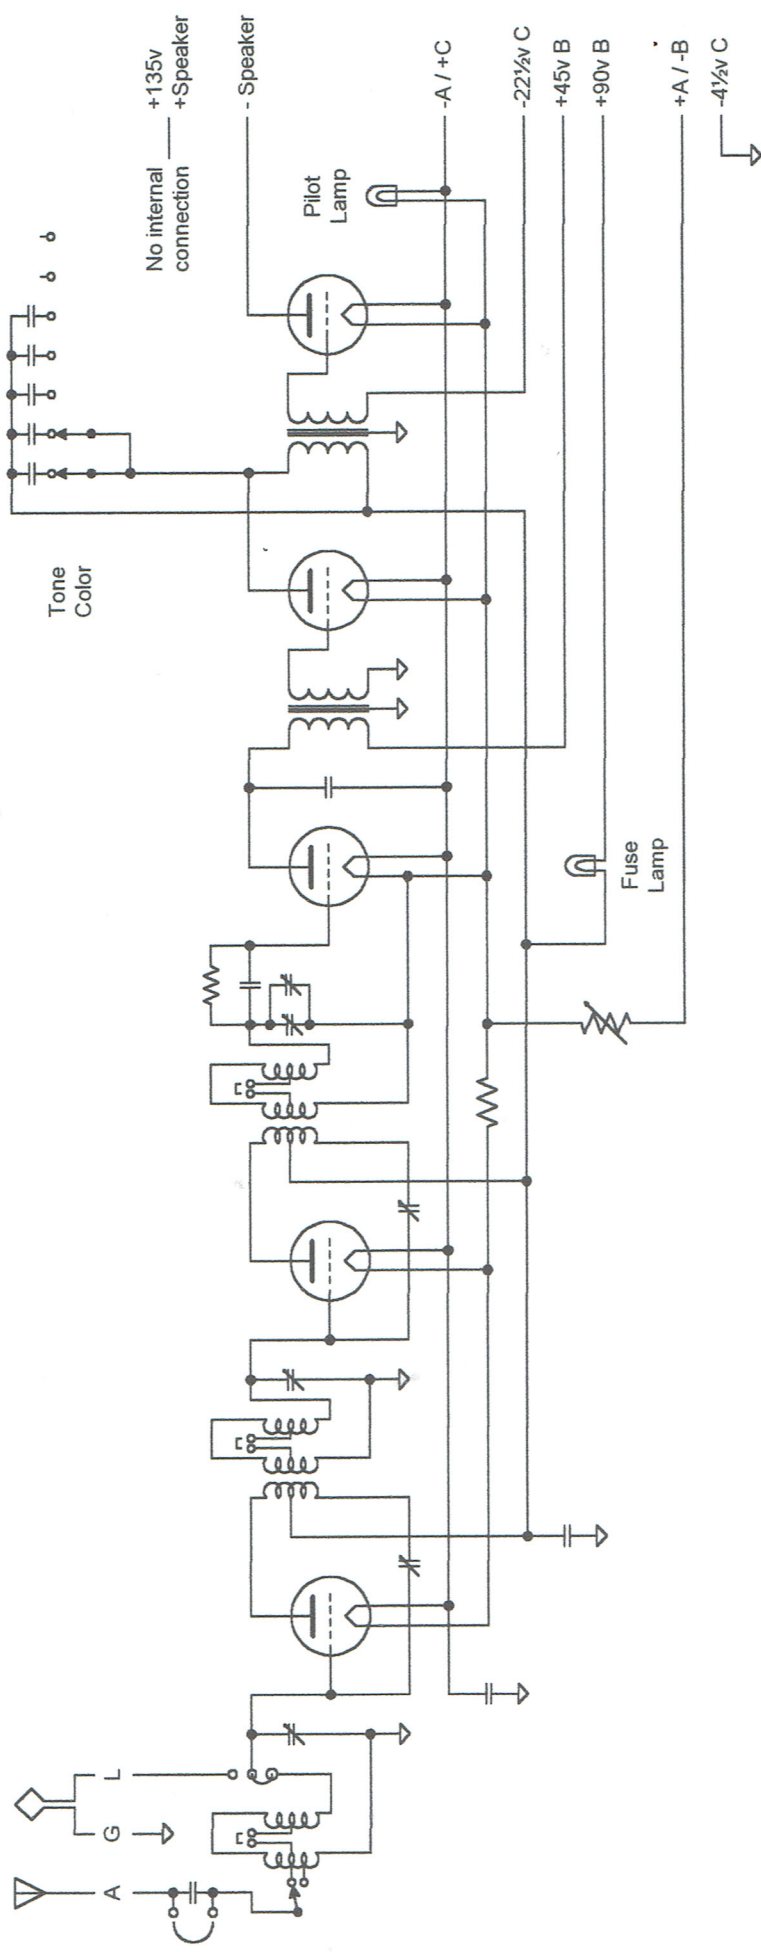 A
G
L
Tone
Color
No internal
connection
+135v
+Speaker
- Speaker
Pilot
Lamp
-A / +C
-22½v C
+45v B
+90v B
Fuse
Lamp
+A / -B
-4½v C